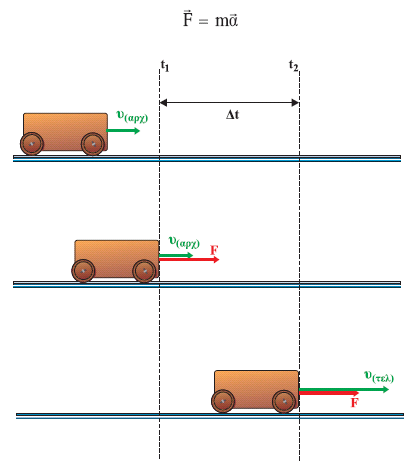 F⃗ = mα⃗
t₁ t₂
Δt
υ(αρχ)
υ(αρχ)
F
υ(τελ)
F